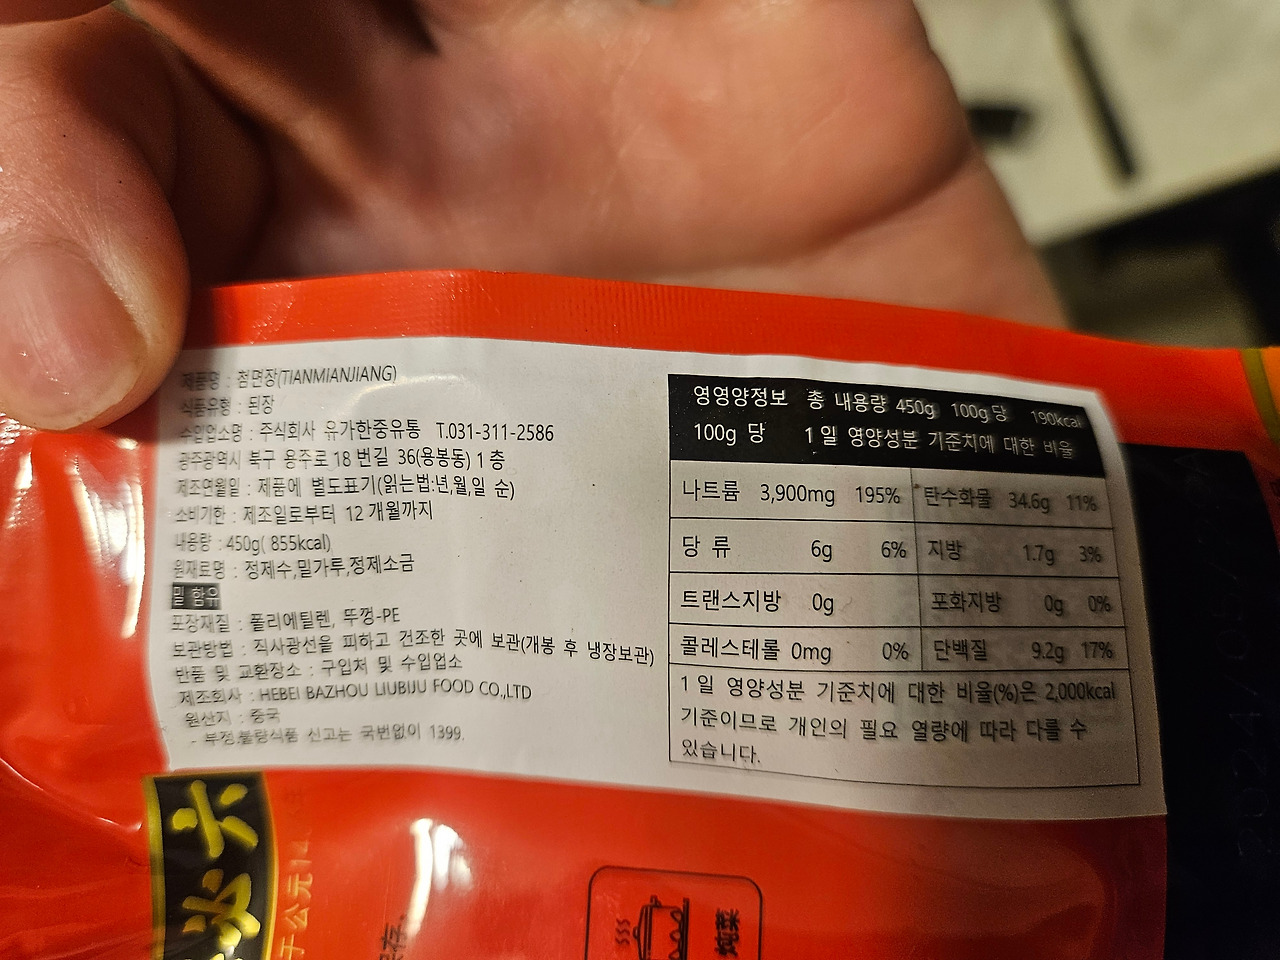 제품명 : 첨면장(TIANMIANJIANG)
식품유형 : 된장
수입업소명 : 주식회사 유가한중유통 T.031-311-2586
광주광역시 북구 용주로 18 번길 36(용봉동) 1 층
제조연월일 : 제품에 별도표기(읽는법:년,월,일 순)
소비기한 : 제조일로부터 12 개월까지
내용량 : 450g( 855kcal)
원재료명 : 정제수,밀가루,정제소금
밀 함유
포장재질 : 폴리에틸렌, 뚜껑-PE
보관방법 : 직사광선을 피하고 건조한 곳에 보관(개봉 후 냉장보관)
반품 및 교환장소 : 구입처 및 수입업소
제조회사 : HEBEI BAZHOU LIUBIJU FOOD CO.,LTD
원산지 : 중국
- 부정.불량식품 신고는 국번없이 1399.
영영양정보 총 내용량 450g 100g 당 190kcal
100g 당 1 일 영양성분 기준치에 대한 비율
나트륨 3,900mg 195% 탄수화물 34.6g 11%
당 류 6g 6% 지방 1.7g 3%
트랜스지방 0g 포화지방 0g 0%
콜레스테롤 0mg 0% 단백질 9.2g 17%
1 일 영양성분 기준치에 대한 비율(%)은 2,000kcal
기준이므로 개인의 필요 열량에 따라 다를 수
있습니다.
六必
于公元1
存.
炖菜